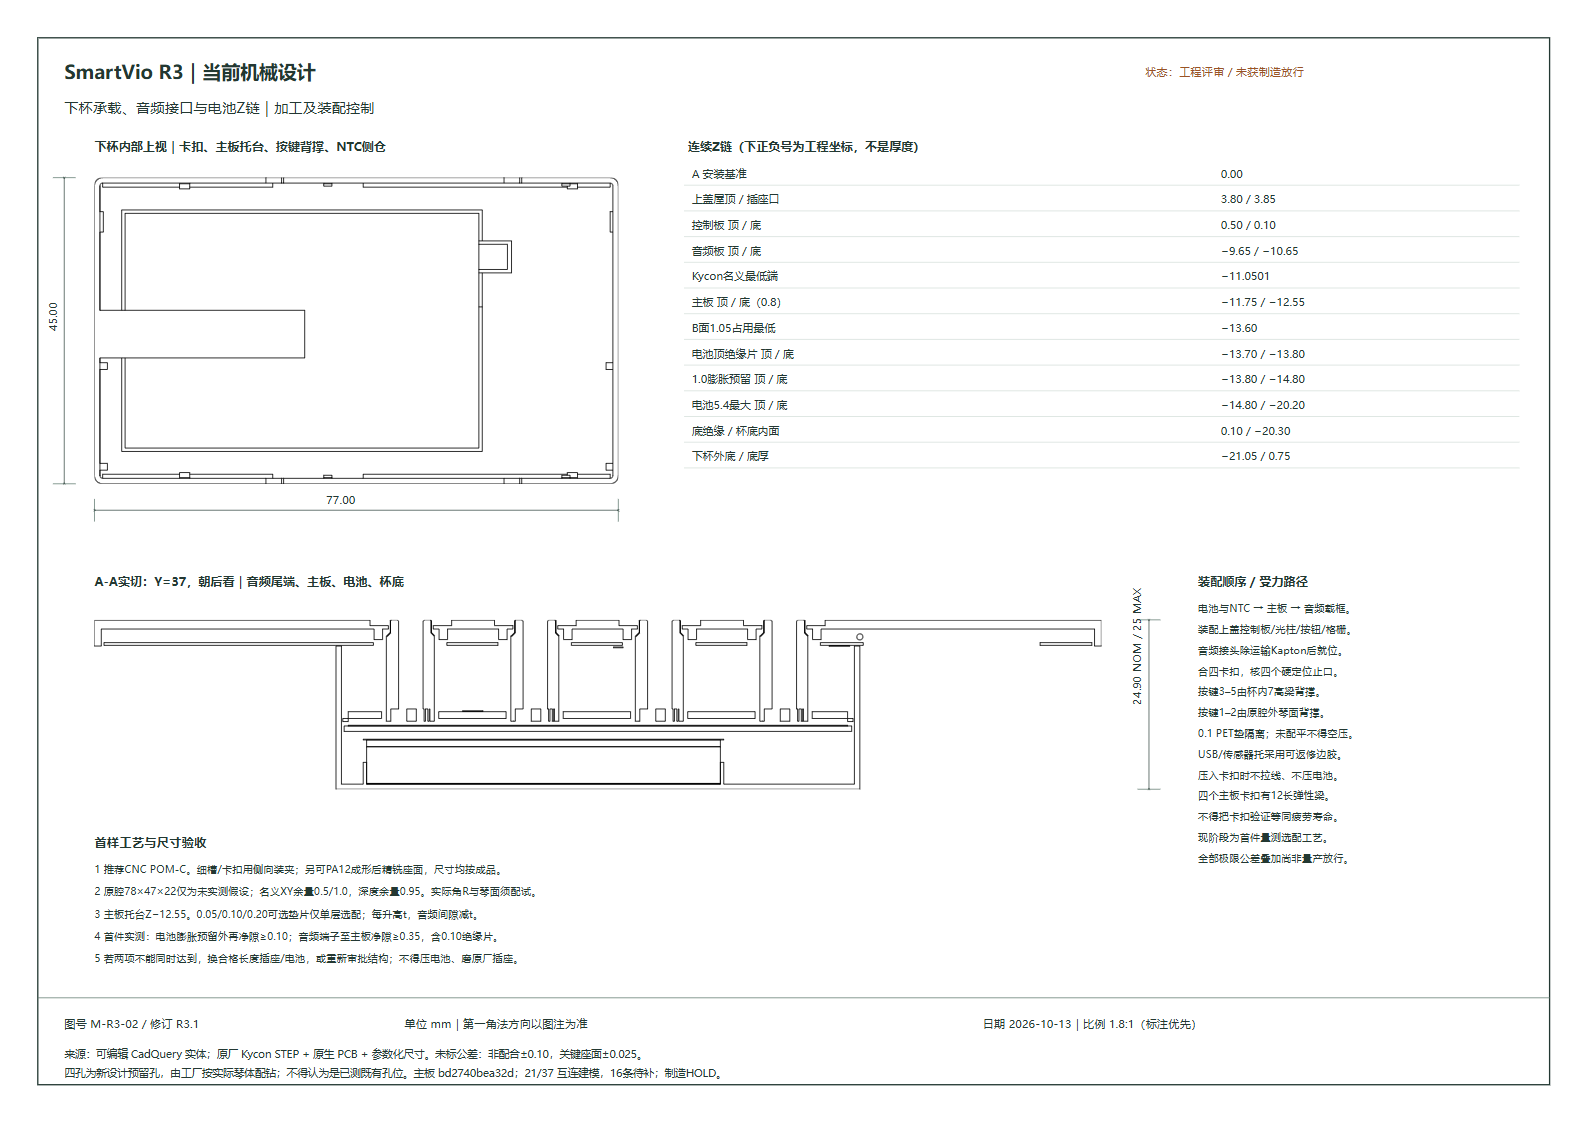 SmartVio R3 | 当前机械设计
状态：工程评审 / 未获制造放行
下杯承载、音频接口与电池Z链 | 加工及装配控制
下杯内部上视 | 卡扣、主板托台、按键背撑、NTC侧仓
45.00
77.00
连续Z链（下正负号为工程坐标，不是厚度）
A 安装基准 0.00
上盖屋顶 / 插座口 3.80 / 3.85
控制板 顶 / 底 0.50 / 0.10
音频板 顶 / 底 −9.65 / −10.65
Kycon名义最低端 −11.0501
主板 顶 / 底（0.8） −11.75 / −12.55
B面1.05占用最低 −13.60
电池顶绝缘片 顶 / 底 −13.70 / −13.80
1.0膨胀预留 顶 / 底 −13.80 / −14.80
电池5.4最大 顶 / 底 −14.80 / −20.20
底绝缘 / 杯底内面 0.10 / −20.30
下杯外底 / 底厚 −21.05 / 0.75
A-A实切：Y=37，朝后看 | 音频尾端、主板、电池、杯底
24.90 NOM / 25 MAX
装配顺序 / 受力路径
电池与NTC → 主板 → 音频载框。
装配上盖控制板/光柱/按钮/格栅。
音频接头除运输Kapton后就位。
合四卡扣，核四个硬定位止口。
按键3–5由杯内7高梁背撑。
按键1–2由原腔外琴面背撑。
0.1 PET垫隔离；未配平不得空压。
USB/传感器托采用可返修边胶。
压入卡扣时不拉线、不压电池。
四个主板卡扣有12长弹性梁。
不得把卡扣验证等同疲劳寿命。
现阶段为首件量测选配工艺。
全部极限公差叠加尚非量产放行。
首样工艺与尺寸验收
1 推荐CNC POM-C。细槽/卡扣用侧向装夹；另可PA12成形后精铣座面，尺寸均按成品。
2 原腔78×47×22仅为未实测假设；名义XY余量0.5/1.0，深度余量0.95。实际角R与琴面须配试。
3 主板托台Z−12.55。0.05/0.10/0.20可选垫片仅单层选配；每升高t，音频间隙减t。
4 首件实测：电池膨胀预留外再净隙≥0.10；音频端子至主板净隙≥0.35，含0.10绝缘片。
5 若两项不能同时达到，换合格长度插座/电池，或重新审批结构；不得压电池、磨原厂插座。
图号 M-R3-02 / 修订 R3.1
单位 mm | 第一角法方向以图注为准
日期 2026-10-13 | 比例 1.8:1（标注优先）
来源：可编辑 CadQuery 实体；原厂 Kycon STEP + 原生 PCB + 参数化尺寸。未标公差：非配合±0.10，关键座面±0.025。
四孔为新设计预留孔，由工厂按实际琴体配钻；不得认为是已测既有孔位。主板 bd2740bea32d；21/37 互连建模，16条待补；制造HOLD。